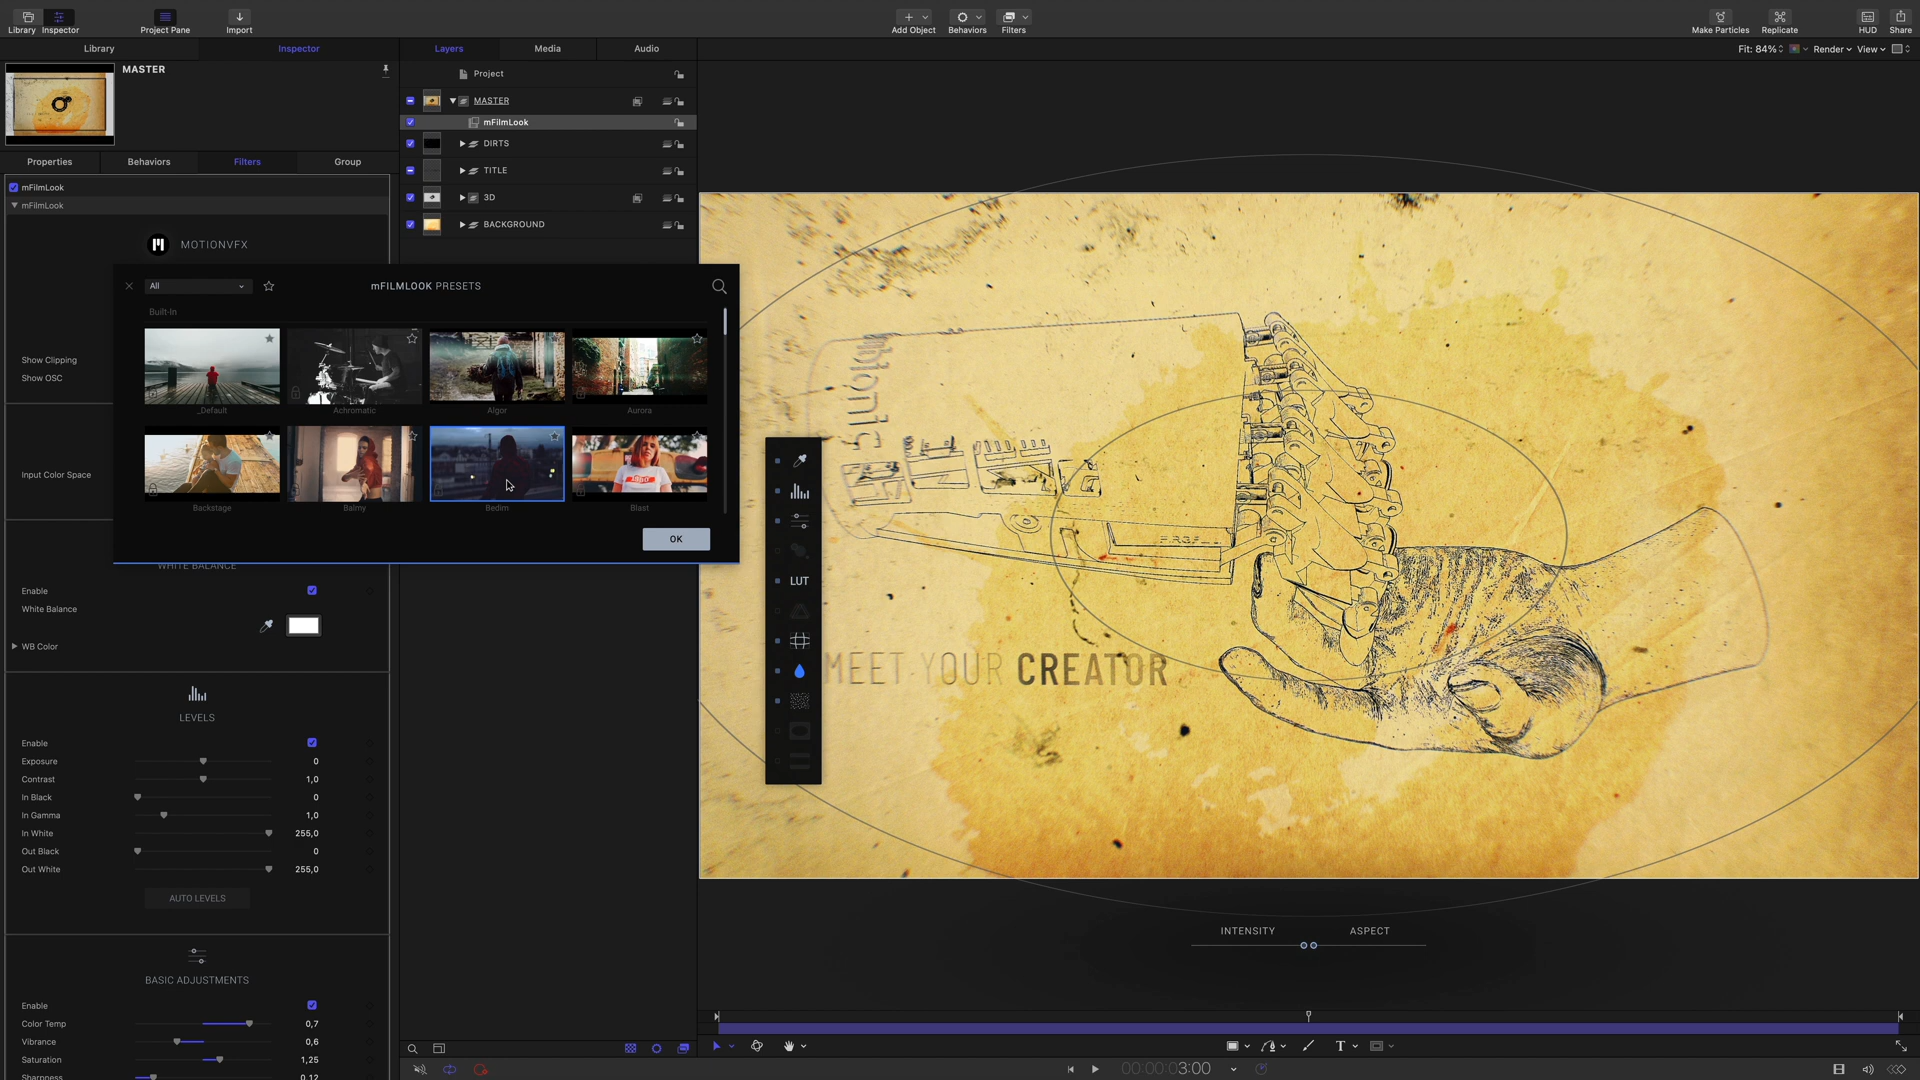 Library
Inspector
Project Pane
Import
Add Object
Behaviors
Filters
Make Particles
Replicate
HUD
Share
Library
Inspector
Layers
Media
Audio
Fit: 84%
Render
View
MASTER
Project
MASTER
mFilmLook
DIRTS
TITLE
3D
BACKGROUND
Properties
Behaviors
Filters
Group
mFilmLook
mFilmLook
MOTIONVFX
All
mFILMLOOK PRESETS
Built-In
_Default
Achromatic
Algor
Aurora
Backstage
Balmy
Bedim
Blast
OK
Show Clipping
Show OSC
Input Color Space
WHITE BALANCE
Enable
White Balance
WB Color
LEVELS
Enable
Exposure 0
Contrast 1,0
In Black 0
In Gamma 1,0
In White 255,0
Out Black 0
Out White 255,0
AUTO LEVELS
BASIC ADJUSTMENTS
Enable
Color Temp 0,7
Vibrance 0,6
Saturation 1,25
Sharpness 0,12
LUT
MEET YOUR CREATOR
INTENSITY
ASPECT
T
00:00:03:00